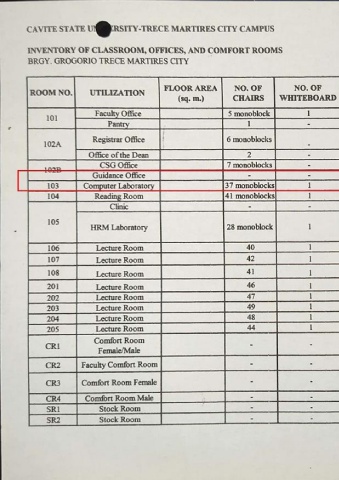 CAVITE STATE UNIVERSITY-TRECE MARTIRES CITY CAMPUS
INVENTORY OF CLASSROOM, OFFICES, AND COMFORT ROOMS
BRGY. GROGORIO TRECE MARTIRES CITY
ROOM NO. UTILIZATION FLOOR AREA (sq. m.) NO. OF CHAIRS NO. OF WHITEBOARD
101 Faculty Office 5 monoblock 1
Pantry 1 -
102A Registrar Office 6 monoblocks -
Office of the Dean 2 -
102B CSG Office 7 monoblocks -
Guidance Office - -
103 Computer Laboratory 37 monoblocks 1
104 Reading Room 41 monoblocks 1
105 Clinic - -
HRM Laboratory 28 monoblock 1
106 Lecture Room 40 1
107 Lecture Room 42 1
108 Lecture Room 41 1
201 Lecture Room 46 1
202 Lecture Room 47 1
203 Lecture Room 49 1
204 Lecture Room 48 1
205 Lecture Room 44 1
CR1 Comfort Room Female/Male - -
CR2 Faculty Comfort Room - -
CR3 Comfort Room Female - -
CR4 Comfort Room Male - -
SR1 Stock Room - -
SR2 Stock Room - -